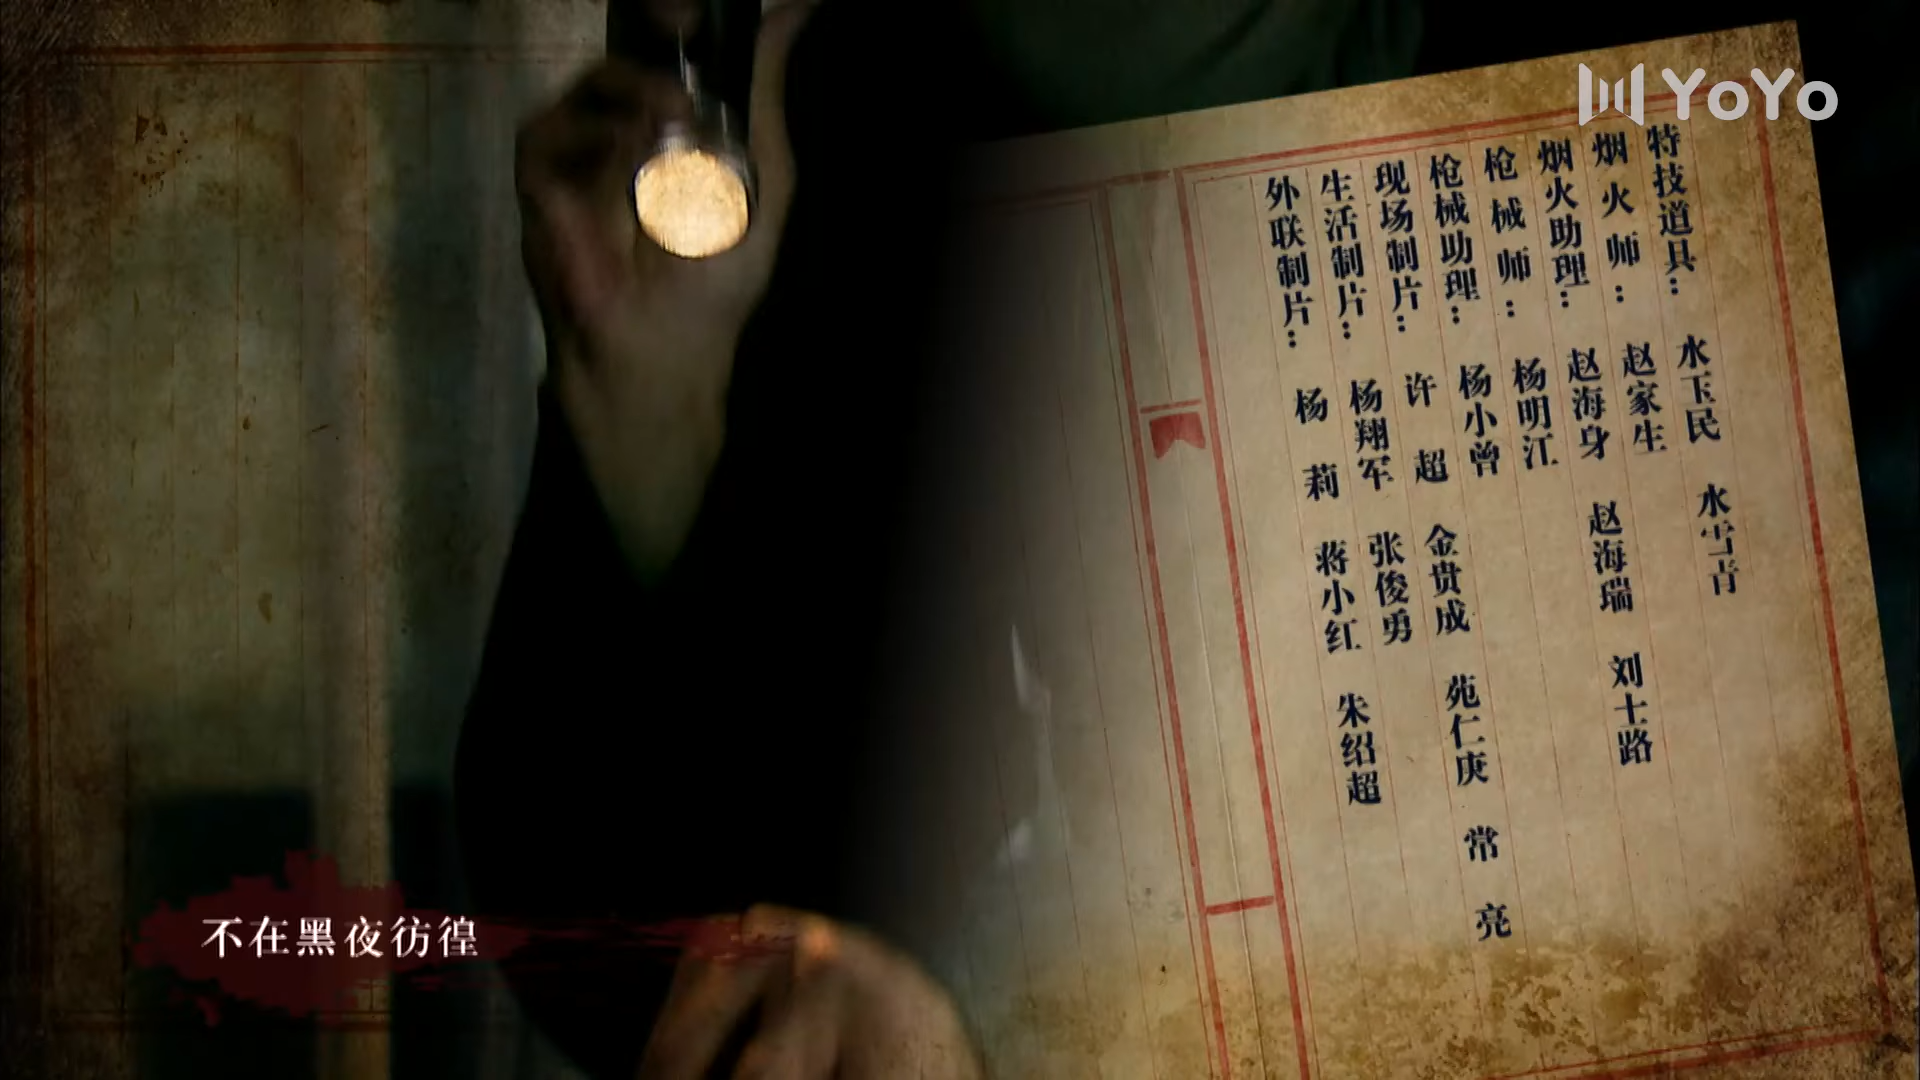 YoYo
特技道具：水玉民 水雪青
烟火师：赵家生
烟火助理：赵海身 赵海瑞 刘士路
枪械师：杨明江
枪械助理：杨小曾
现场制片：许超 金贵成 苑仁庚 常亮
生活制片：杨翔军 张俊勇
外联制片：杨莉 蒋小红 朱绍超
不在黑夜彷徨